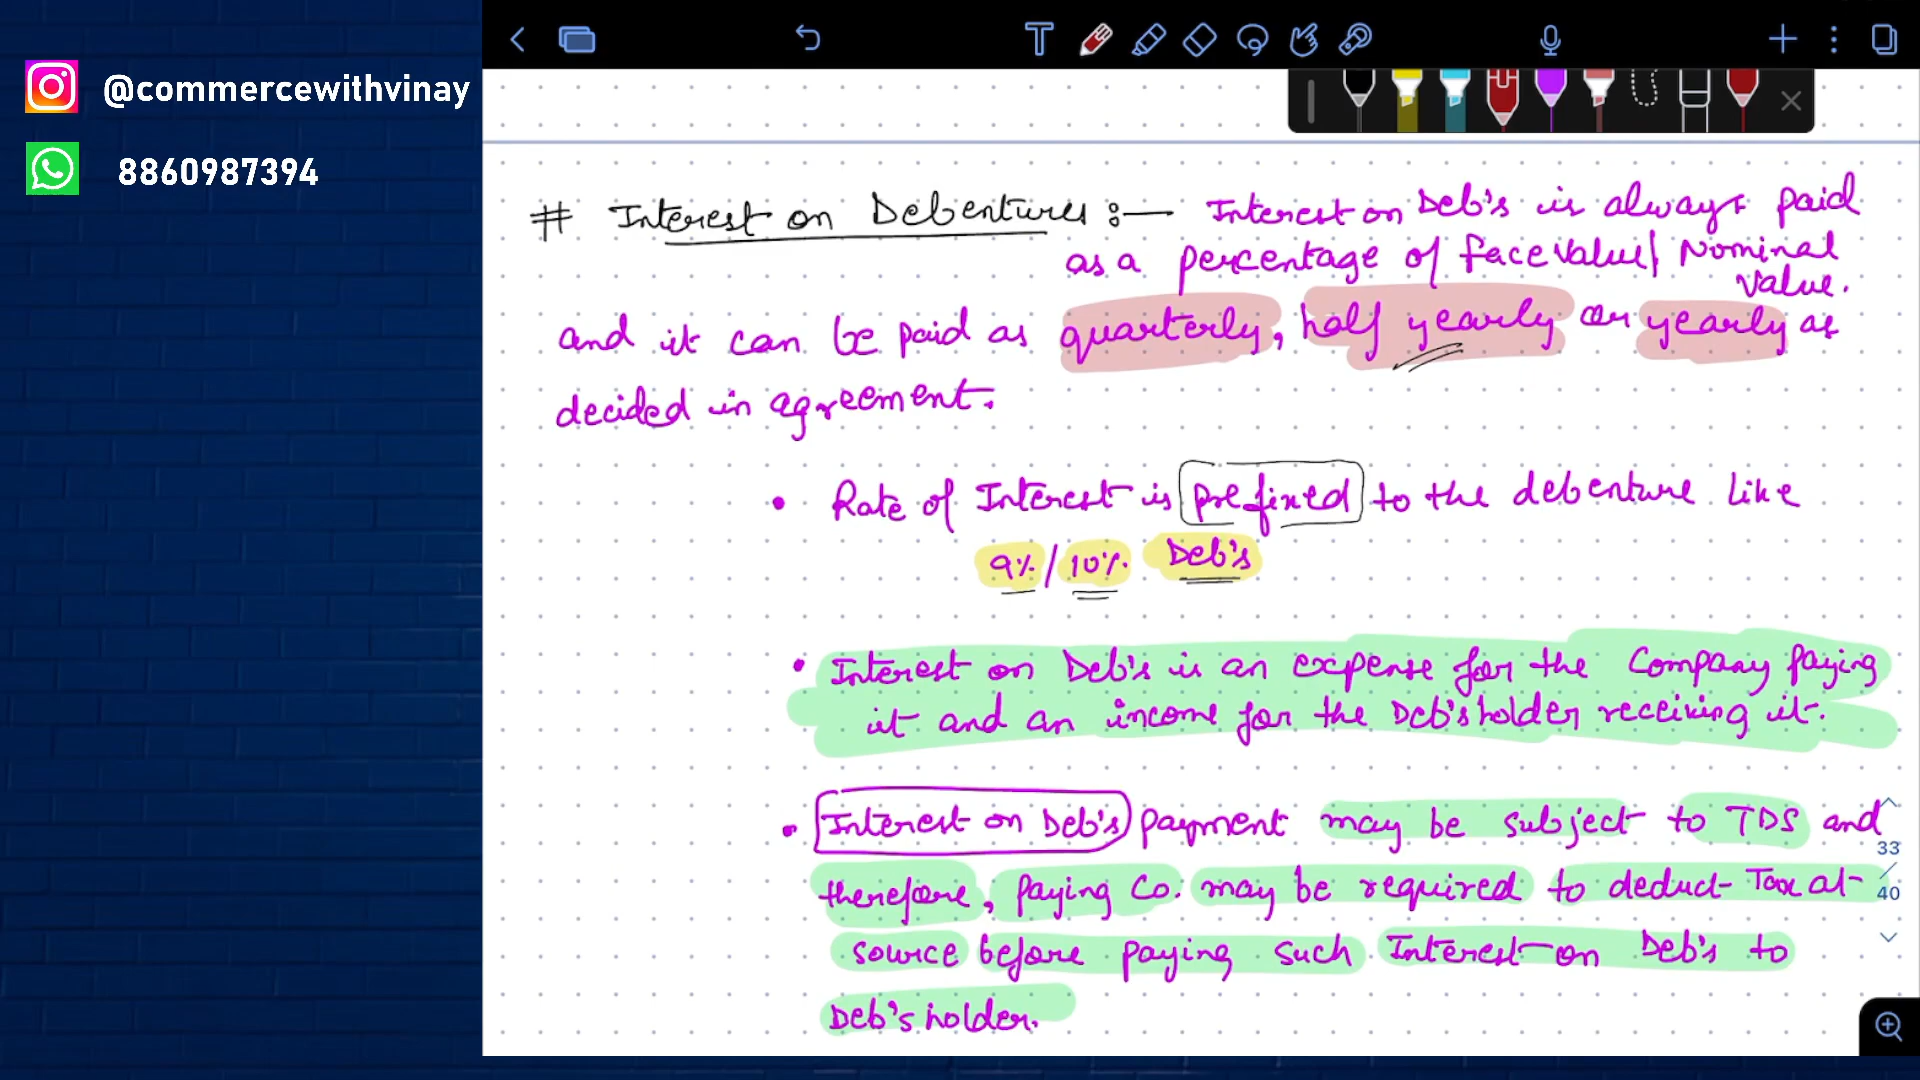 @commercewithvinay
8860987394
# Interest on Debentures :— Interest on Deb's is always paid
as a percentage of face value/ Nominal
value.
and it can be paid as quarterly, half yearly or yearly as
decided in agreement.
• Rate of Interest is prefixed to the debenture like
9% / 10% Deb's
• Interest on Deb's is an expense for the Company paying
it and an income for the Deb's holder receiving it.
• Interest on Deb's payment may be subject to TDS and
therefore, paying Co. may be required to deduct Tax at
source before paying such Interest on Deb's to
Deb's holder.
33
40